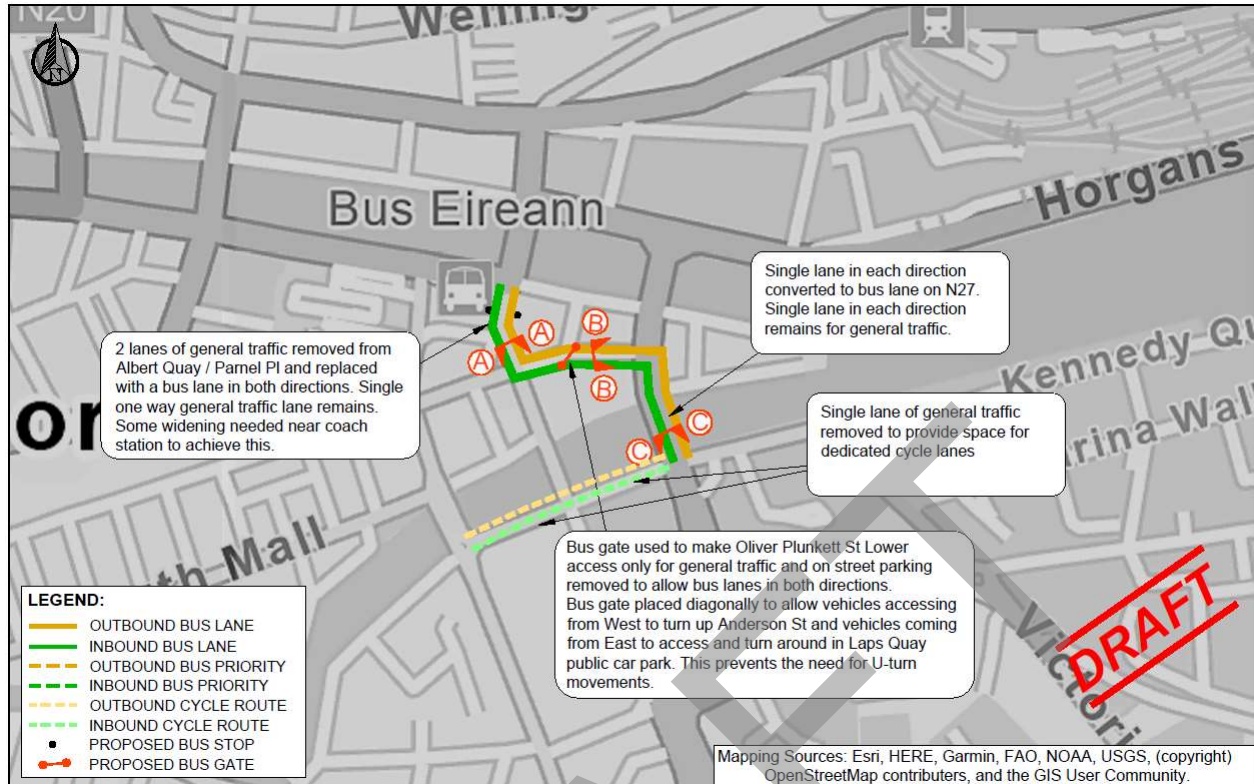 N20
Welling
N
Bus Eireann
Horgans
Single lane in each direction
converted to bus lane on N27.
Single lane in each direction
remains for general traffic.
A
B
A
B
2 lanes of general traffic removed from
Albert Quay / Parnel Pl and replaced
with a bus lane in both directions. Single
one way general traffic lane remains.
Some widening needed near coach
station to achieve this.
Kennedy Qu
or
C
C
Single lane of general traffic
removed to provide space for
dedicated cycle lanes
arina Wal
th Mall
Bus gate used to make Oliver Plunkett St Lower
access only for general traffic and on street parking
removed to allow bus lanes in both directions.
Bus gate placed diagonally to allow vehicles accessing
from West to turn up Anderson St and vehicles coming
from East to access and turn around in Laps Quay
public car park. This prevents the need for U-turn
movements.
Victori
DRAFT
LEGEND:
OUTBOUND BUS LANE
INBOUND BUS LANE
OUTBOUND BUS PRIORITY
INBOUND BUS PRIORITY
OUTBOUND CYCLE ROUTE
INBOUND CYCLE ROUTE
PROPOSED BUS STOP
PROPOSED BUS GATE
Mapping Sources: Esri, HERE, Garmin, FAO, NOAA, USGS, (copyright)
OpenStreetMap contributers, and the GIS User Community.